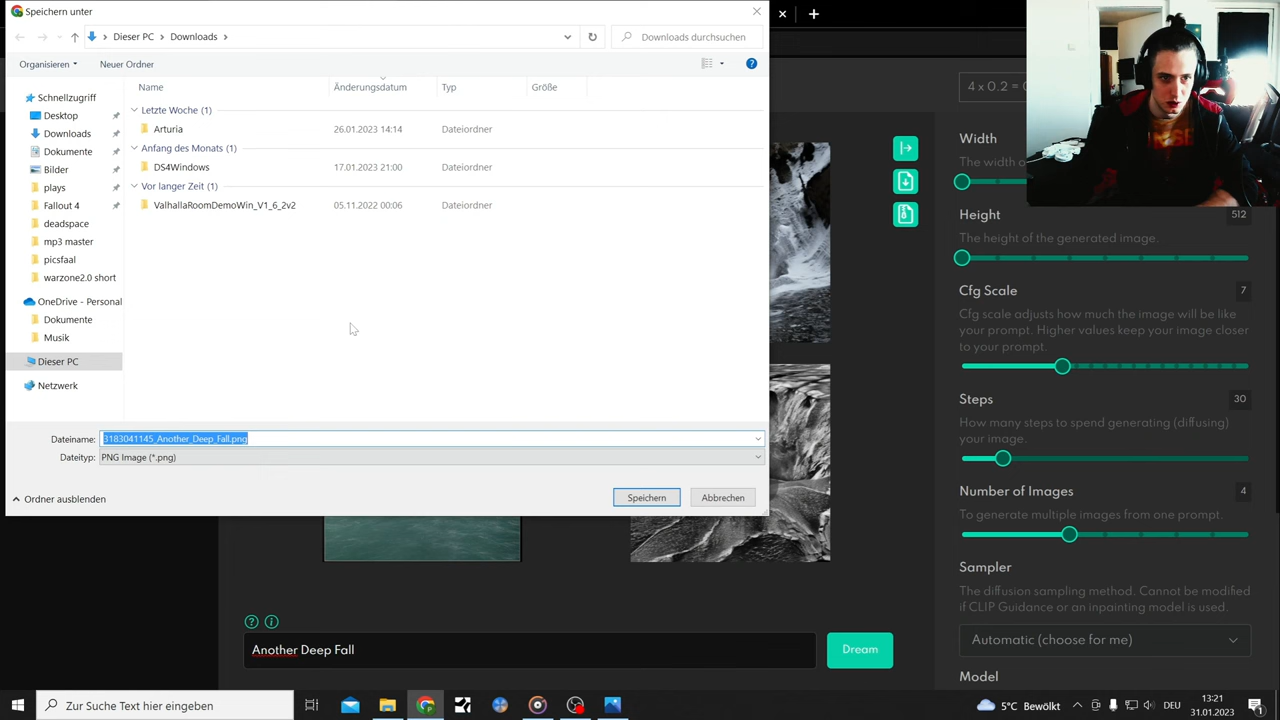 Speichern unter
Dieser PC > Downloads >
Downloads durchsuchen
Organisieren
Neuer Ordner
Schnellzugriff
Desktop
Downloads
Dokumente
Bilder
plays
Fallout 4
deadspace
mp3 master
picsfaal
warzone2.0 short
OneDrive - Personal
Dokumente
Musik
Dieser PC
Netzwerk
Name Änderungsdatum Typ Größe
Letzte Woche (1)
Arturia 26.01.2023 14:14 Dateiordner
Anfang des Monats (1)
DS4Windows 17.01.2023 21:00 Dateiordner
Vor langer Zeit (1)
ValhallaRoomDemoWin_V1_6_2v2 05.11.2022 00:06 Dateiordner
Dateiname: 3183041145_Another_Deep_Fall.png
Dateityp: PNG Image (*.png)
Ordner ausblenden
Speichern
Abbrechen
4 x 0.2 =
Width
The width o
Height 512
The height of the generated image.
Cfg Scale 7
Cfg scale adjusts how much the image will be like
your prompt. Higher values keep your image closer
to your prompt.
Steps 30
How many steps to spend generating (diffusing)
your image.
Number of Images 4
To generate multiple images from one prompt.
Sampler
The diffusion sampling method. Cannot be modified
if CLIP Guidance or an inpainting model is used.
Automatic (choose for me)
Model
Another Deep Fall
Dream
Zur Suche Text hier eingeben
5°C Bewölkt
DEU
13:21
31.01.2023
1